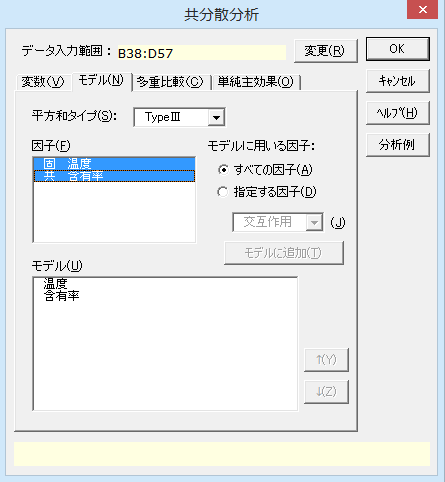 共分散分析
データ入力範囲: B38:D57
変更(R)
OK
キャンセル
ヘルプ(H)
分析例
変数(V)
モデル(N)
多重比較(C)
単純主効果(O)
平方和タイプ(S): TypeⅢ
因子(F)
固 温度
共 含有率
モデルに用いる因子:
すべての因子(A)
指定する因子(D)
交互作用 (J)
モデルに追加(T)
モデル(U)
温度
含有率
↑(Y)
↓(Z)